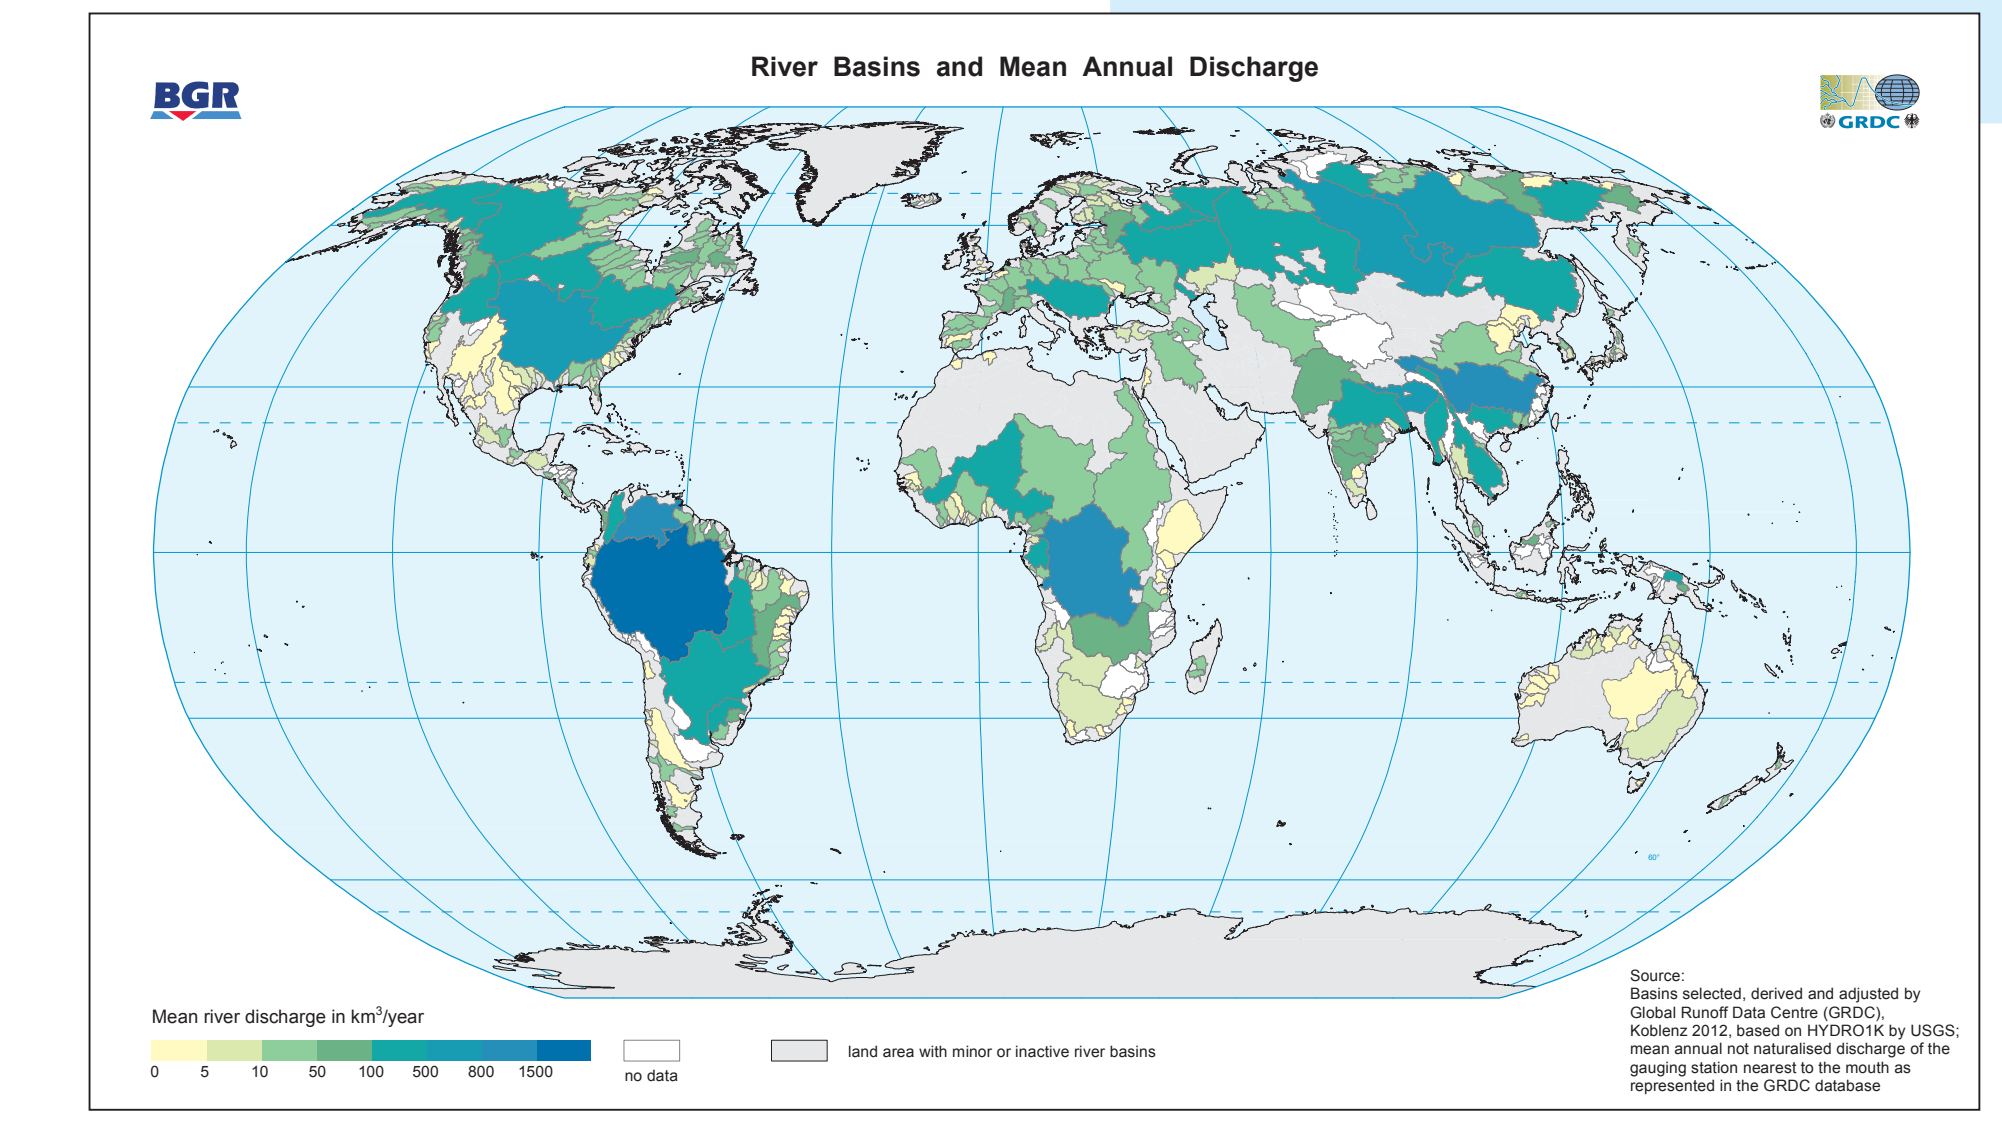 River Basins and Mean Annual Discharge
BGR
GRDC
60°
Mean river discharge in km³/year
0 5 10 50 100 500 800 1500
no data
land area with minor or inactive river basins
Source:
Basins selected, derived and adjusted by
Global Runoff Data Centre (GRDC),
Koblenz 2012, based on HYDRO1K by USGS;
mean annual not naturalised discharge of the
gauging station nearest to the mouth as
represented in the GRDC database